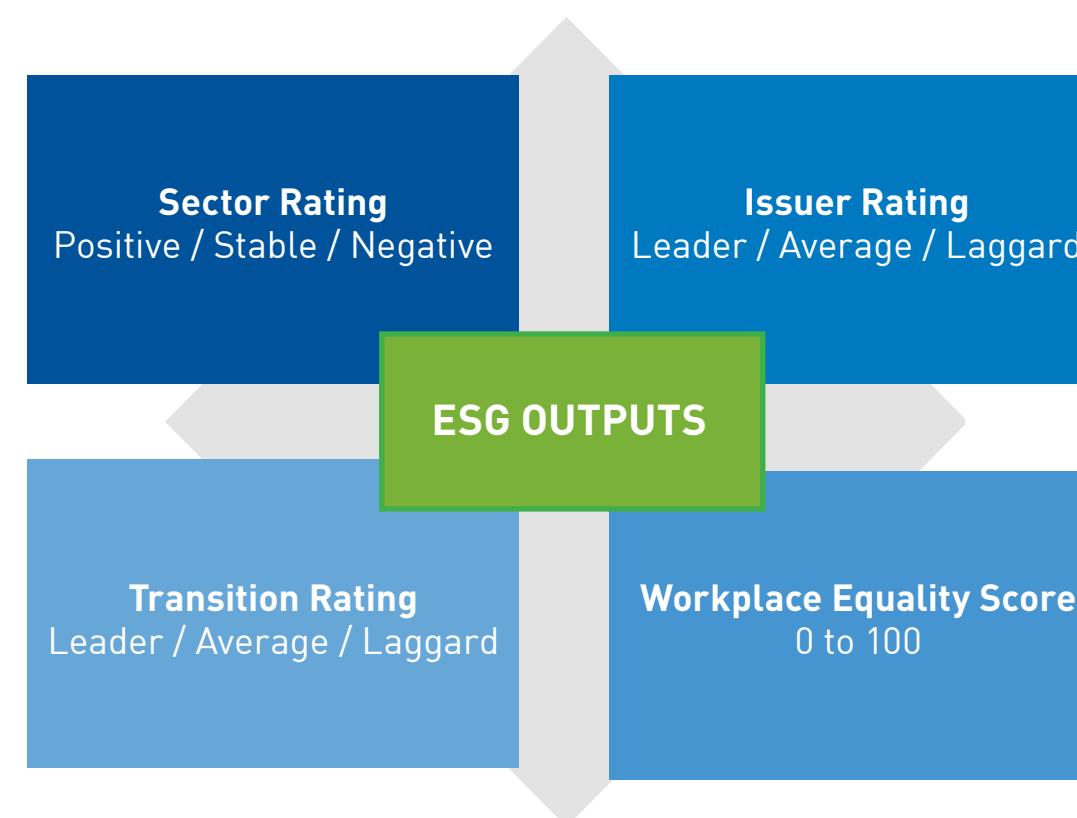 Sector Rating
Positive / Stable / Negative
Issuer Rating
Leader / Average / Laggard
ESG OUTPUTS
Transition Rating
Leader / Average / Laggard
Workplace Equality Score
0 to 100